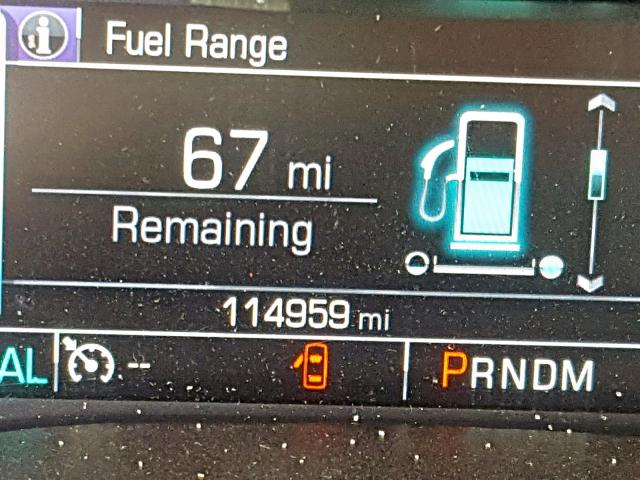 Fuel Range
67 mi
Remaining
114959 mi
AL -- PRNDM